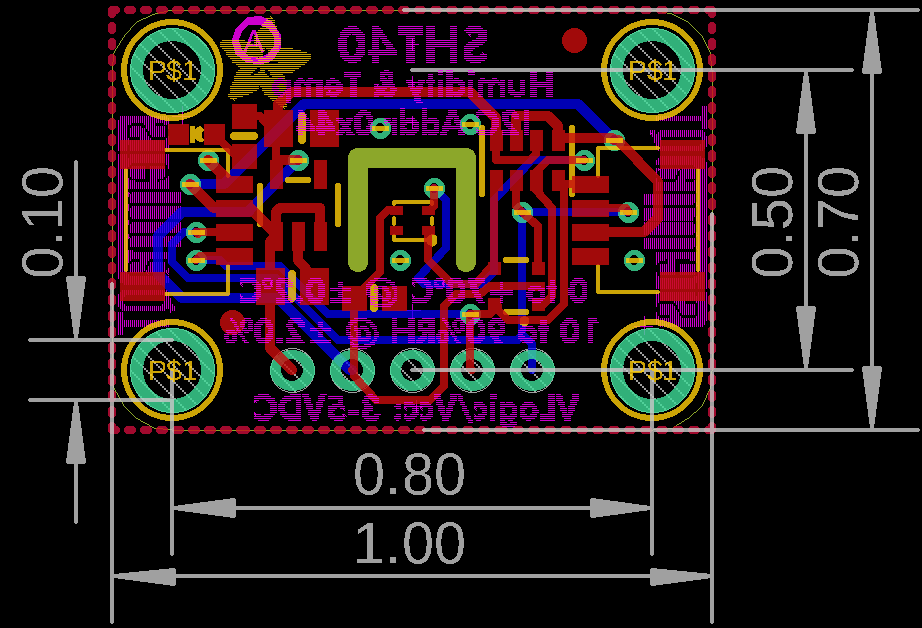 SHT40
P$1
P$1
Humidity & Temp
I2C Addr: 0x44
0.10
0.50
0.70
0 to +70°C @ ±0.2°C
10 to 90%RH @ ±2.0%
P$1
P$1
VLogic/Vcc: 3-5VDC
0.80
1.00